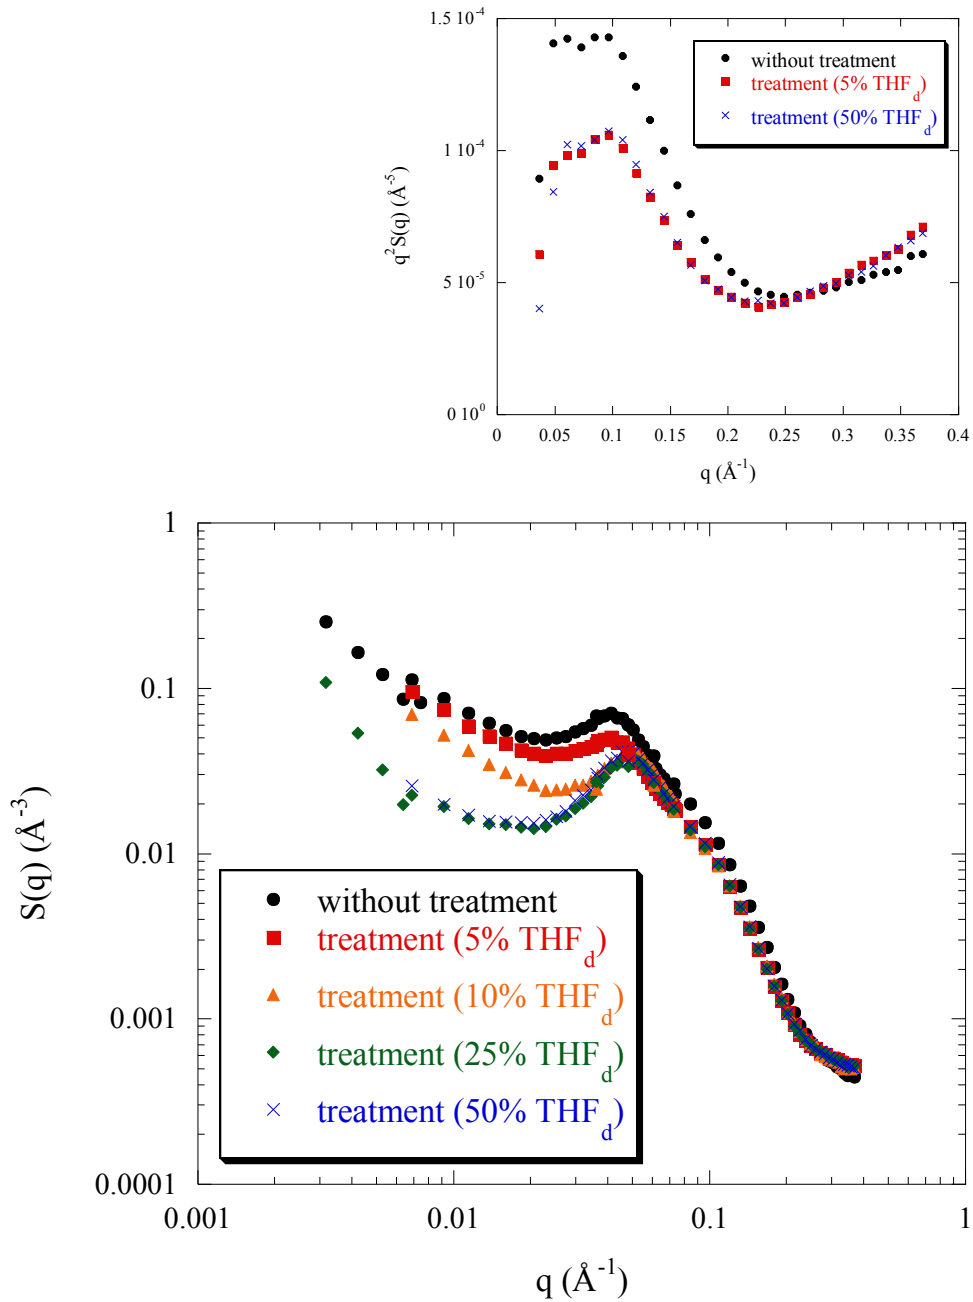 1.5 10⁻⁴
1 10⁻⁴
5 10⁻⁵
0 10⁰
q²S(q) (Å⁻⁵)
without treatment
treatment (5% THF_d)
treatment (50% THF_d)
0 0.05 0.1 0.15 0.2 0.25 0.3 0.35 0.4
q (Å⁻¹)
1
0.1
0.01
0.001
0.0001
S(q) (Å⁻³)
without treatment
treatment (5% THF_d)
treatment (10% THF_d)
treatment (25% THF_d)
treatment (50% THF_d)
0.001 0.01 0.1 1
q (Å⁻¹)